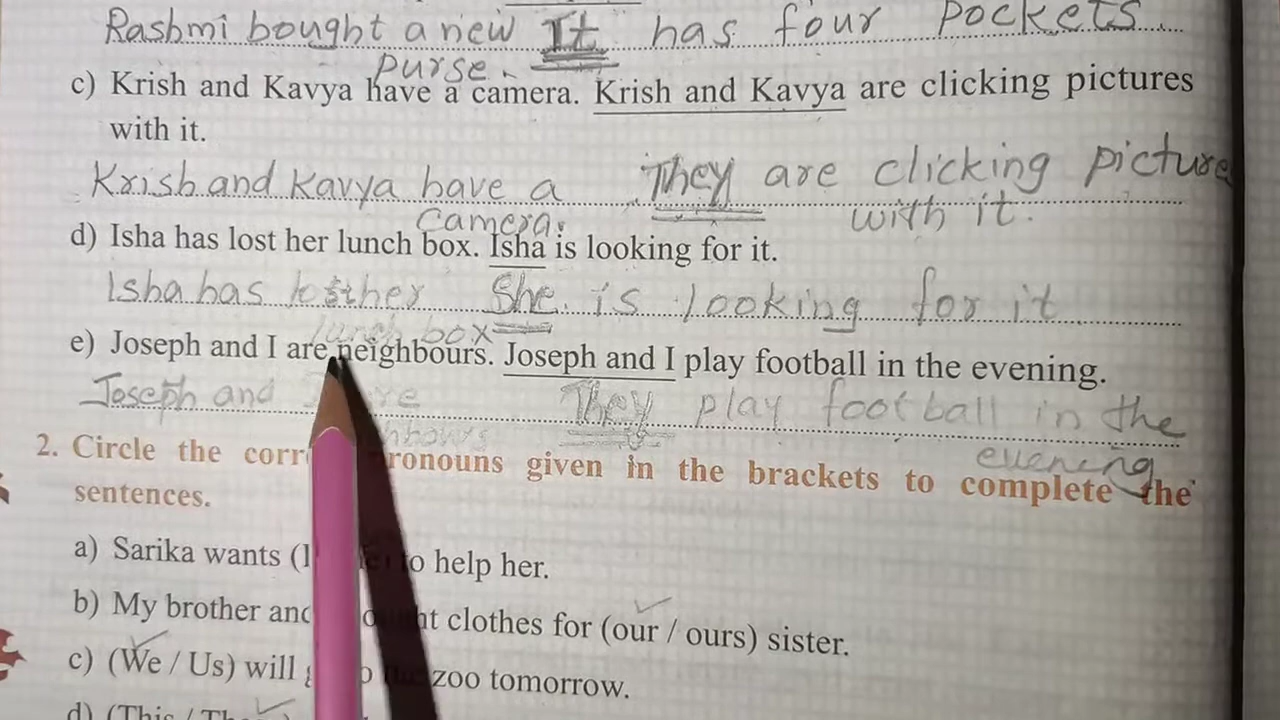 Rashmi bought a new It has four pockets
purse.
c) Krish and Kavya have a camera. Krish and Kavya are clicking pictures
with it.
Krish and Kavya have a They are clicking picture
camera. with it.
d) Isha has lost her lunch box. Isha is looking for it.
Isha has lost her She is looking for it
lunch box
e) Joseph and I are neighbours. Joseph and I play football in the evening.
Joseph and They play football in the
evening
2. Circle the pronouns given in the brackets to complete the
sentences.
a) Sarika wants to help her.
b) My brother clothes for (our / ours) sister.
c) (We / Us) will zoo tomorrow.
d) (This /